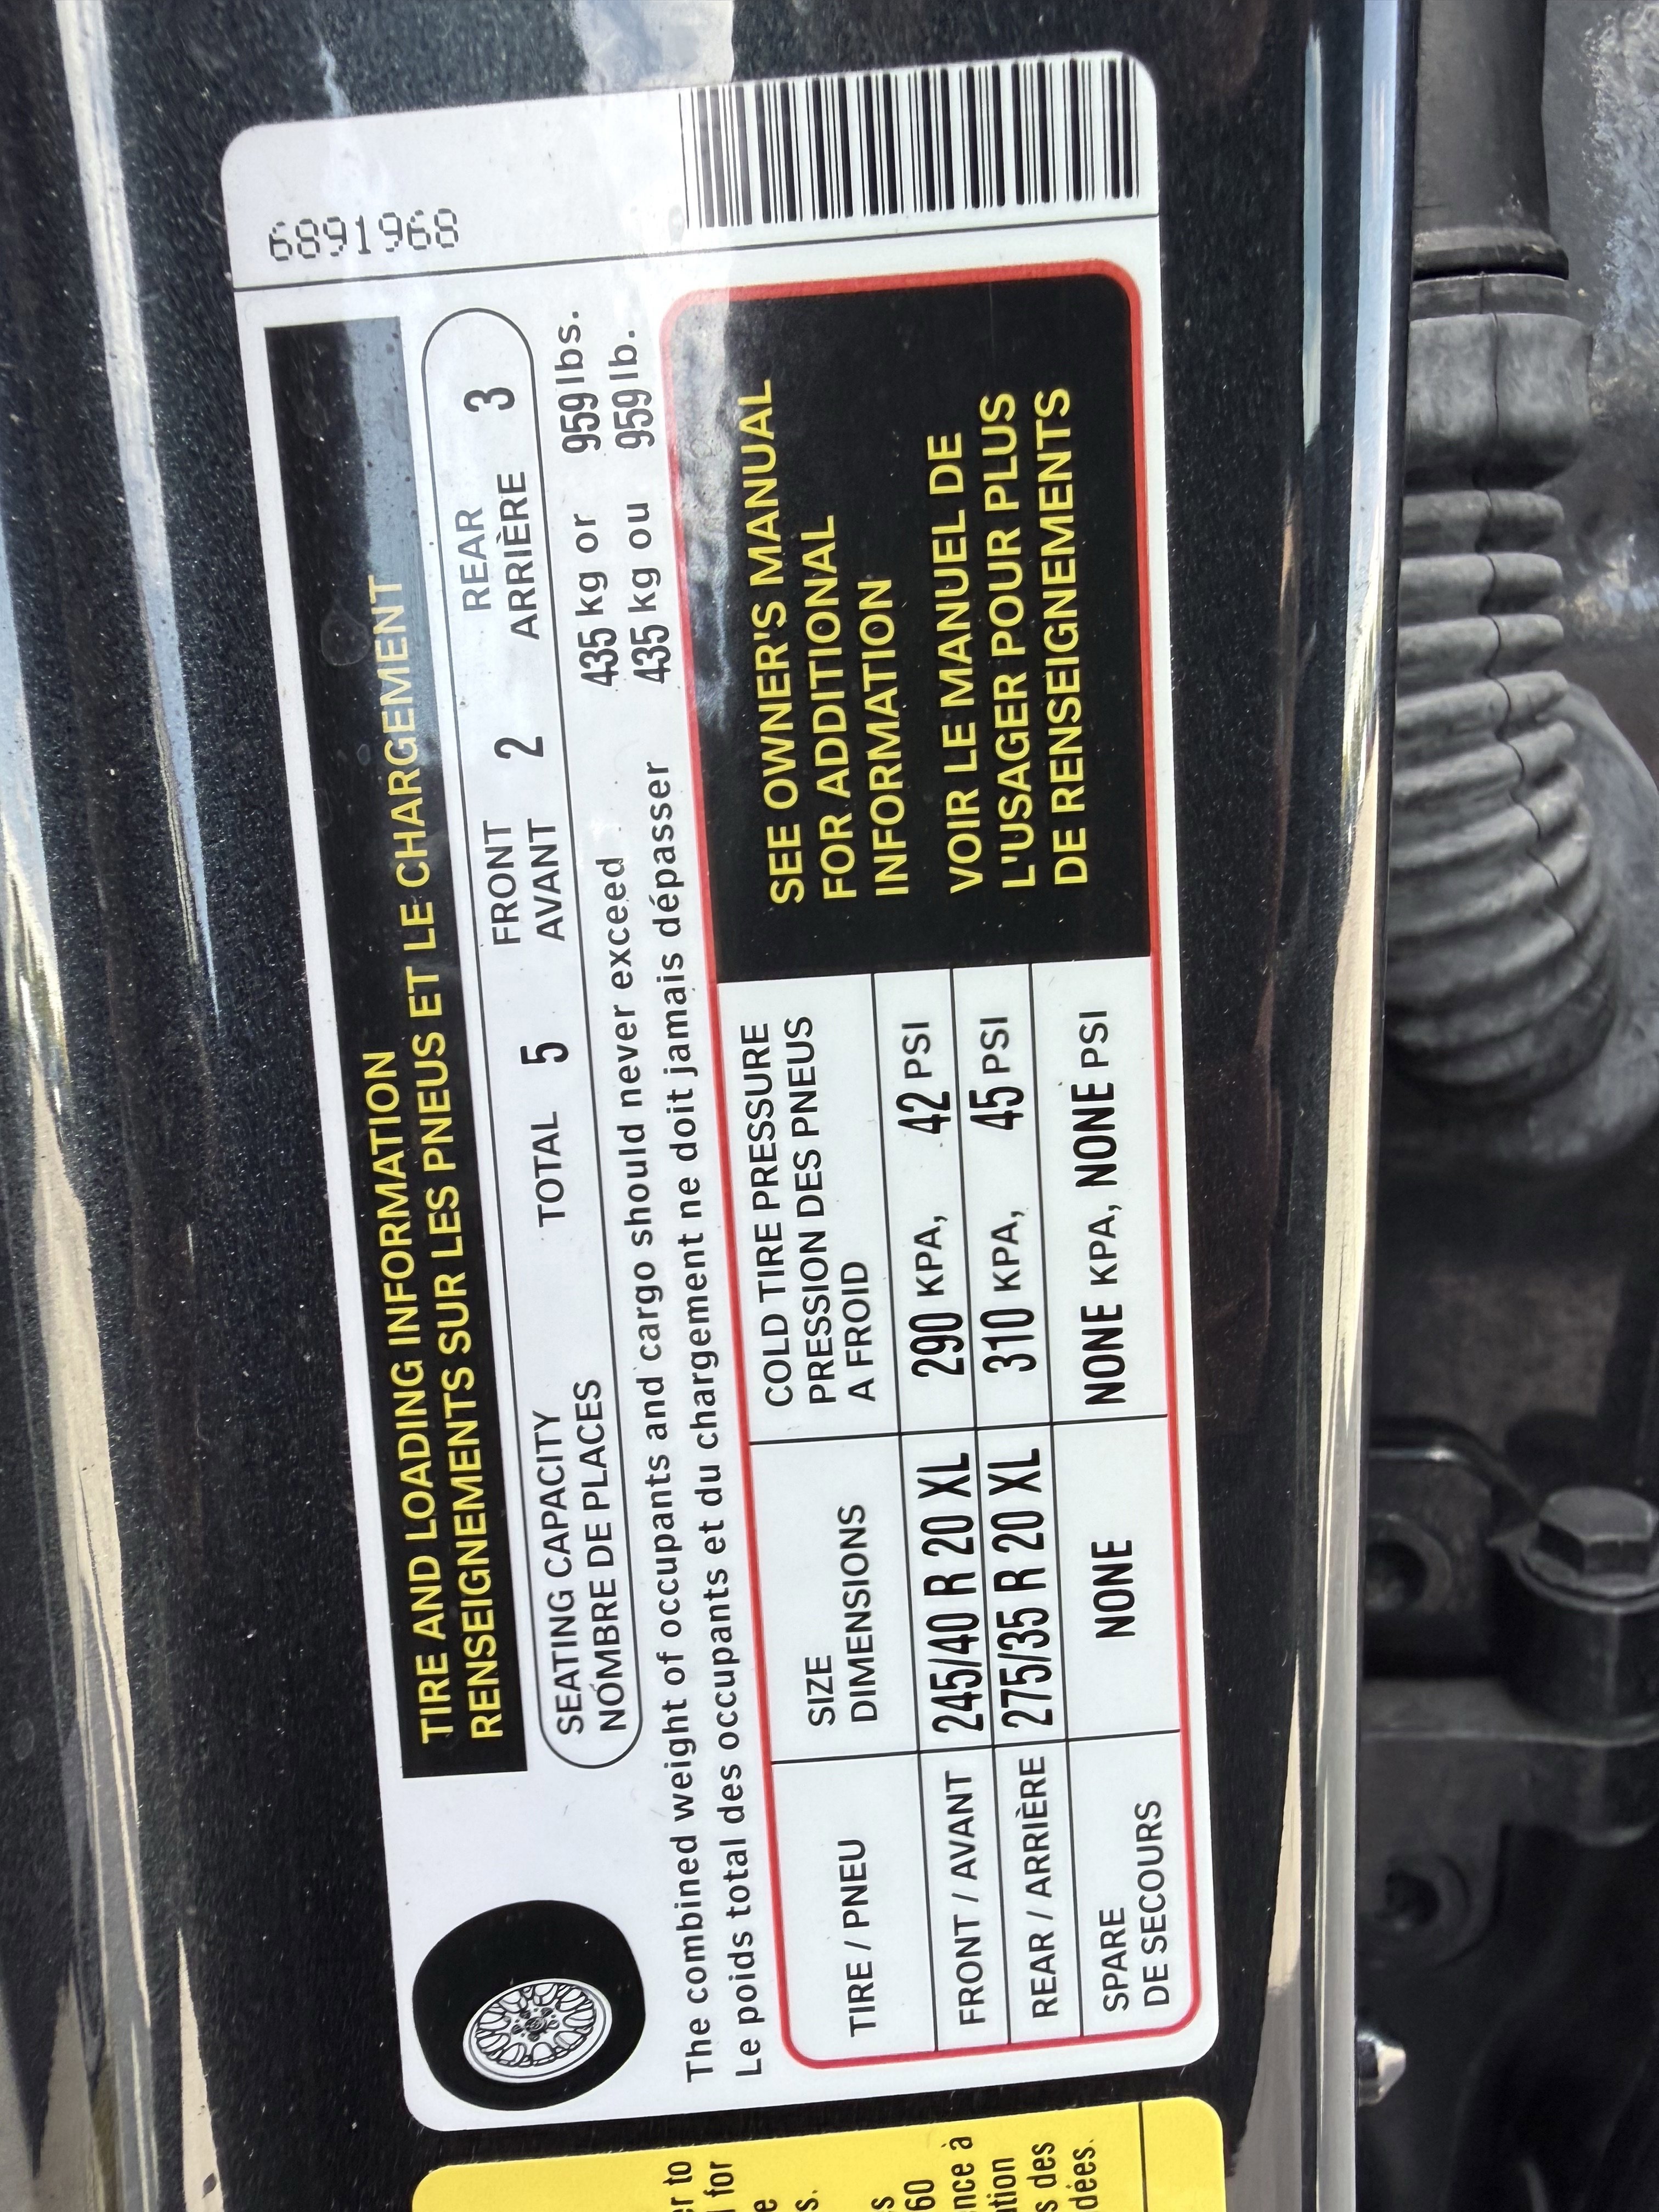 6891968
TIRE AND LOADING INFORMATION
RENSEIGNEMENTS SUR LES PNEUS ET LE CHARGEMENT
SEATING CAPACITY TOTAL 5 FRONT 2 REAR 3
NOMBRE DE PLACES AVANT ARRIÈRE
The combined weight of occupants and cargo should never exceed 435 kg or 959 lbs.
Le poids total des occupants et du chargement ne doit jamais dépasser 435 kg ou 959 lb.
TIRE / PNEU
SIZE
DIMENSIONS
COLD TIRE PRESSURE
PRESSION DES PNEUS
A FROID
FRONT / AVANT 245/40 R 20 XL 290 KPA, 42 PSI
REAR / ARRIÈRE 275/35 R 20 XL 310 KPA, 45 PSI
SPARE
DE SECOURS
NONE NONE KPA, NONE PSI
SEE OWNER'S MANUAL
FOR ADDITIONAL
INFORMATION
VOIR LE MANUEL DE
L'USAGER POUR PLUS
DE RENSEIGNEMENTS
to
for
60
à
des